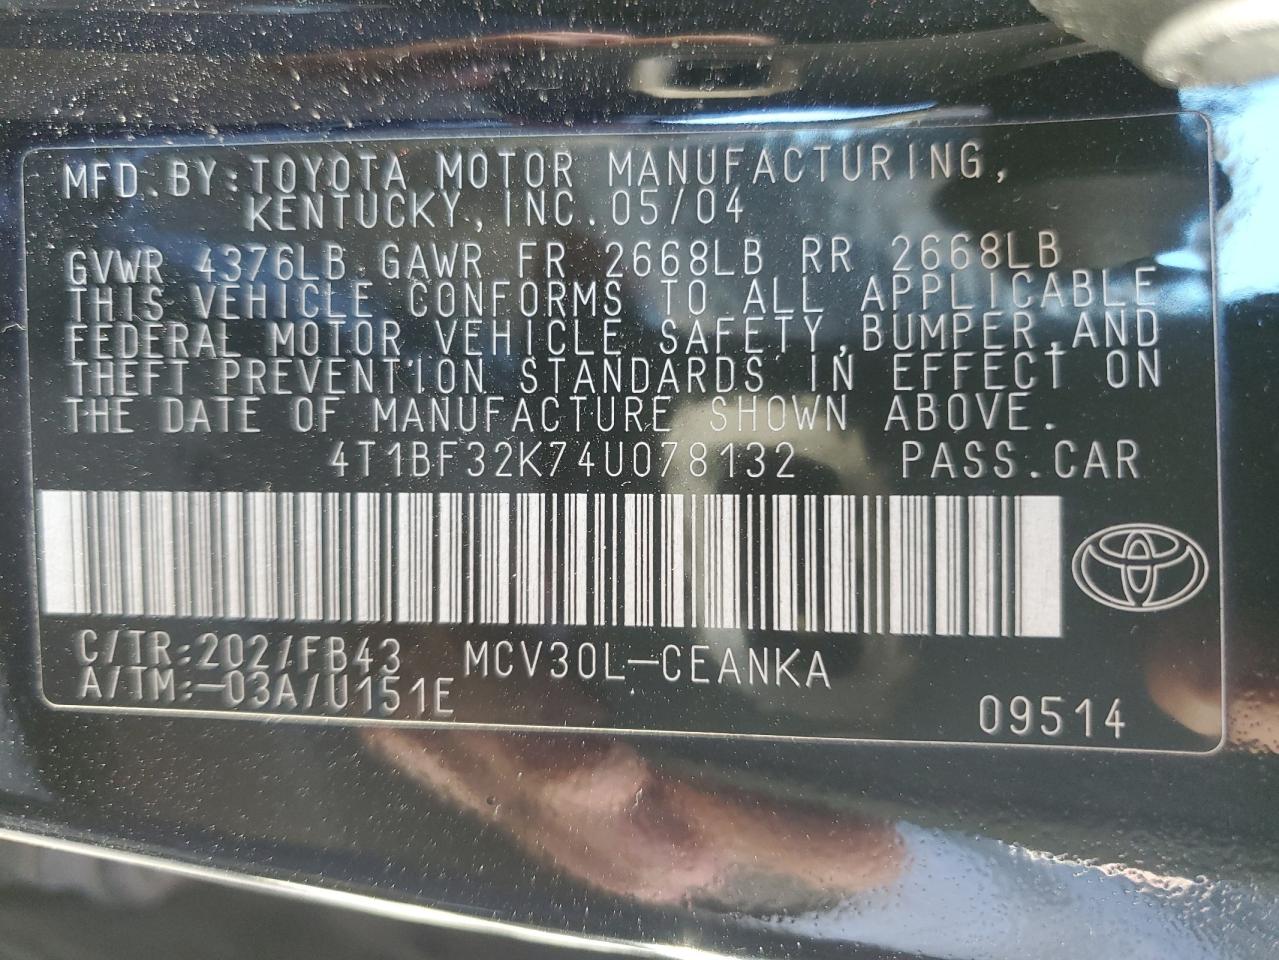 MFD.BY:TOYOTA MOTOR MANUFACTURING,
KENTUCKY,INC.05/04
GVWR 4376LB GAWR FR 2668LB RR 2668LB
THIS VEHICLE CONFORMS TO ALL APPLICABLE
FEDERAL MOTOR VEHICLE SAFETY,BUMPER,AND
THEFT PREVENTION STANDARDS IN EFFECT ON
THE DATE OF MANUFACTURE SHOWN ABOVE.
4T1BF32K74U078132 PASS.CAR
C/TR:202/FB43 MCV30L-CEANKA
A/TM:-03A/U151E
09514